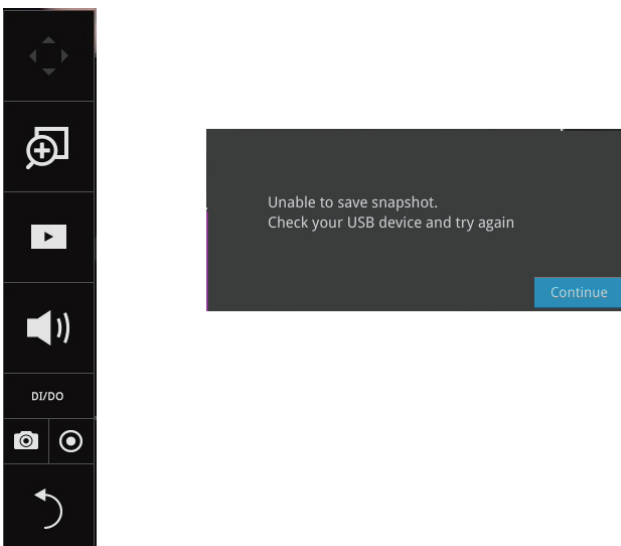 Unable to save snapshot.
Check your USB device and try again
Continue
DI/DO